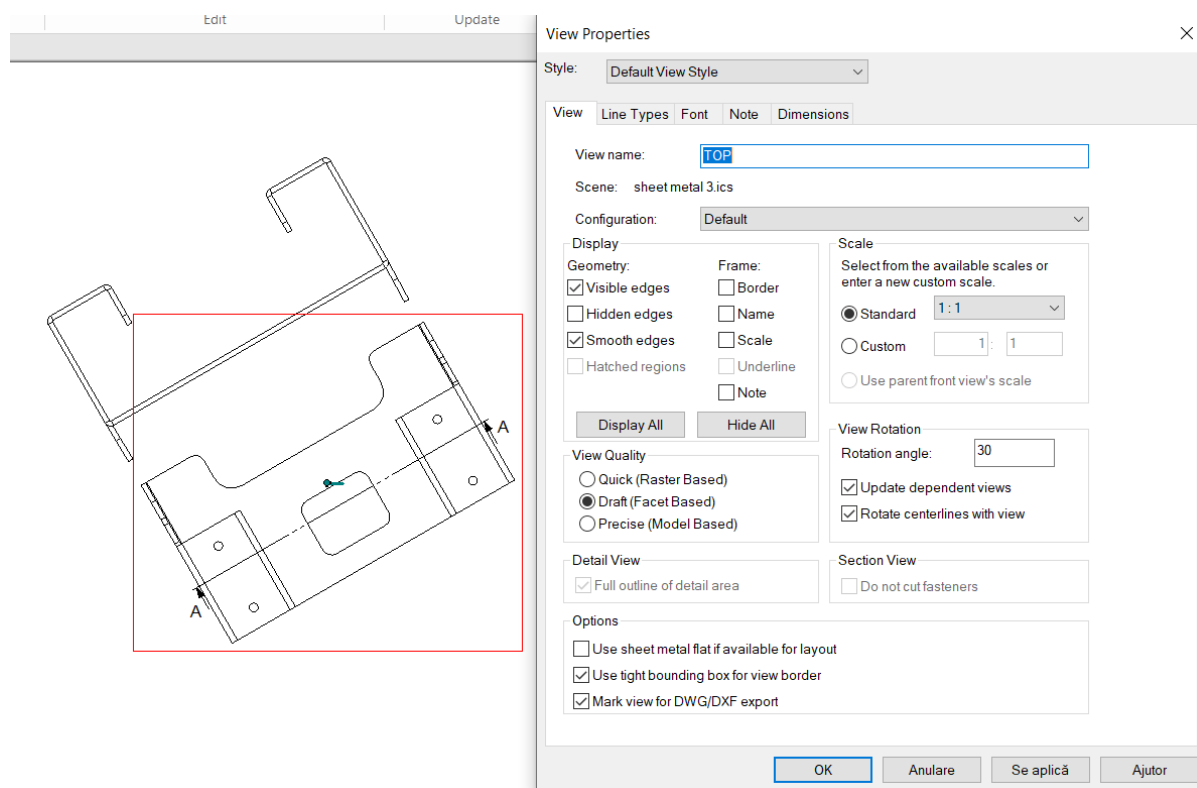 Edit
Update
A
A
View Properties
Style:
Default View Style
View
Line Types
Font
Note
Dimensions
View name:
TOP
Scene:
sheet metal 3.ics
Configuration:
Default
Display
Geometry:
Visible edges
Hidden edges
Smooth edges
Hatched regions
Frame:
Border
Name
Scale
Underline
Note
Display All
Hide All
Scale
Select from the available scales or
enter a new custom scale.
Standard
1 : 1
Custom
1 : 1
Use parent front view's scale
View Quality
Quick (Raster Based)
Draft (Facet Based)
Precise (Model Based)
View Rotation
Rotation angle:
30
Update dependent views
Rotate centerlines with view
Detail View
Full outline of detail area
Section View
Do not cut fasteners
Options
Use sheet metal flat if available for layout
Use tight bounding box for view border
Mark view for DWG/DXF export
OK
Anulare
Se aplică
Ajutor